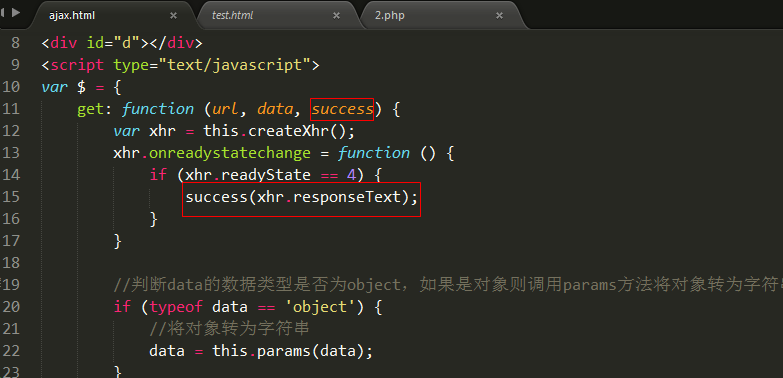 ajax.html × test.html × 2.php ×
8 <div id="d"></div>
9 <script type="text/javascript">
10 var $ = {
11 get: function (url, data, success) {
12 var xhr = this.createXhr();
13 xhr.onreadystatechange = function () {
14 if (xhr.readyState == 4) {
15 success(xhr.responseText);
16 }
17 }
18
19 //判断data的数据类型是否为object，如果是对象则调用params方法将对象转为字符
20 if (typeof data == 'object') {
21 //将对象转为字符串
22 data = this.params(data);
23 }